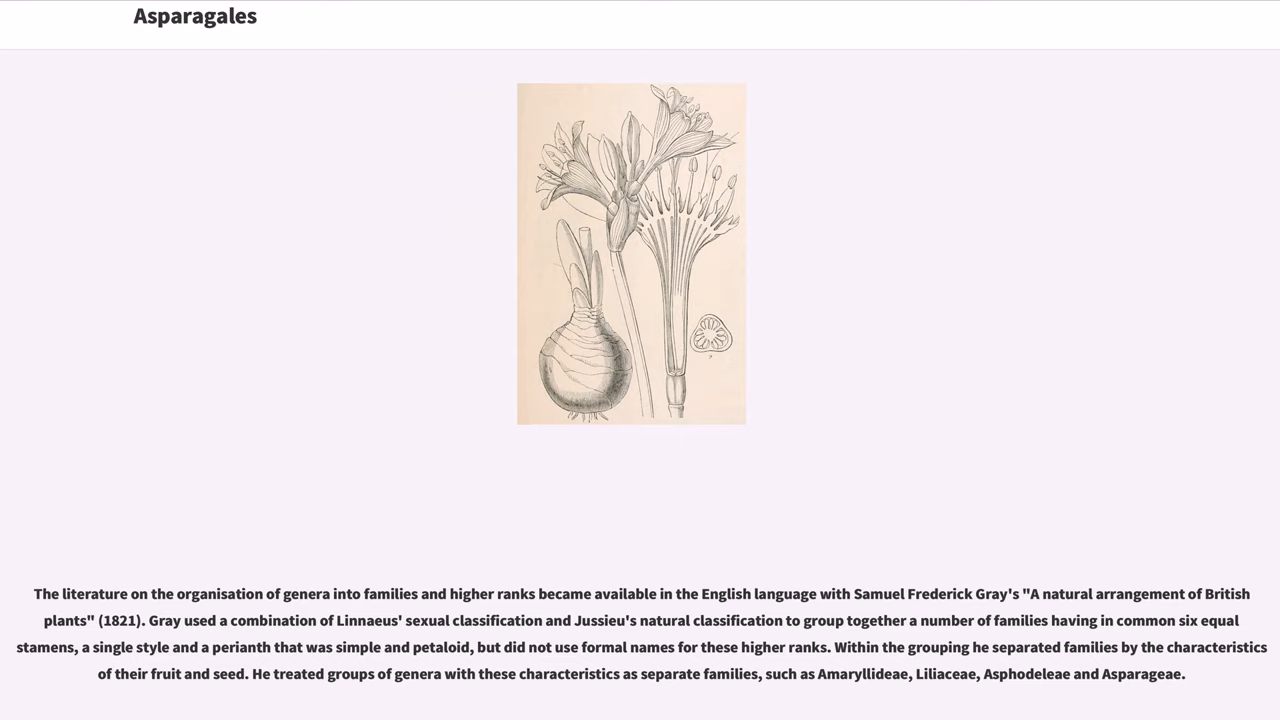 Asparagales
The literature on the organisation of genera into families and higher ranks became available in the English language with Samuel Frederick Gray's "A natural arrangement of British
plants" (1821). Gray used a combination of Linnaeus' sexual classification and Jussieu's natural classification to group together a number of families having in common six equal
stamens, a single style and a perianth that was simple and petaloid, but did not use formal names for these higher ranks. Within the grouping he separated families by the characteristics
of their fruit and seed. He treated groups of genera with these characteristics as separate families, such as Amaryllideae, Liliaceae, Asphodeleae and Asparageae.